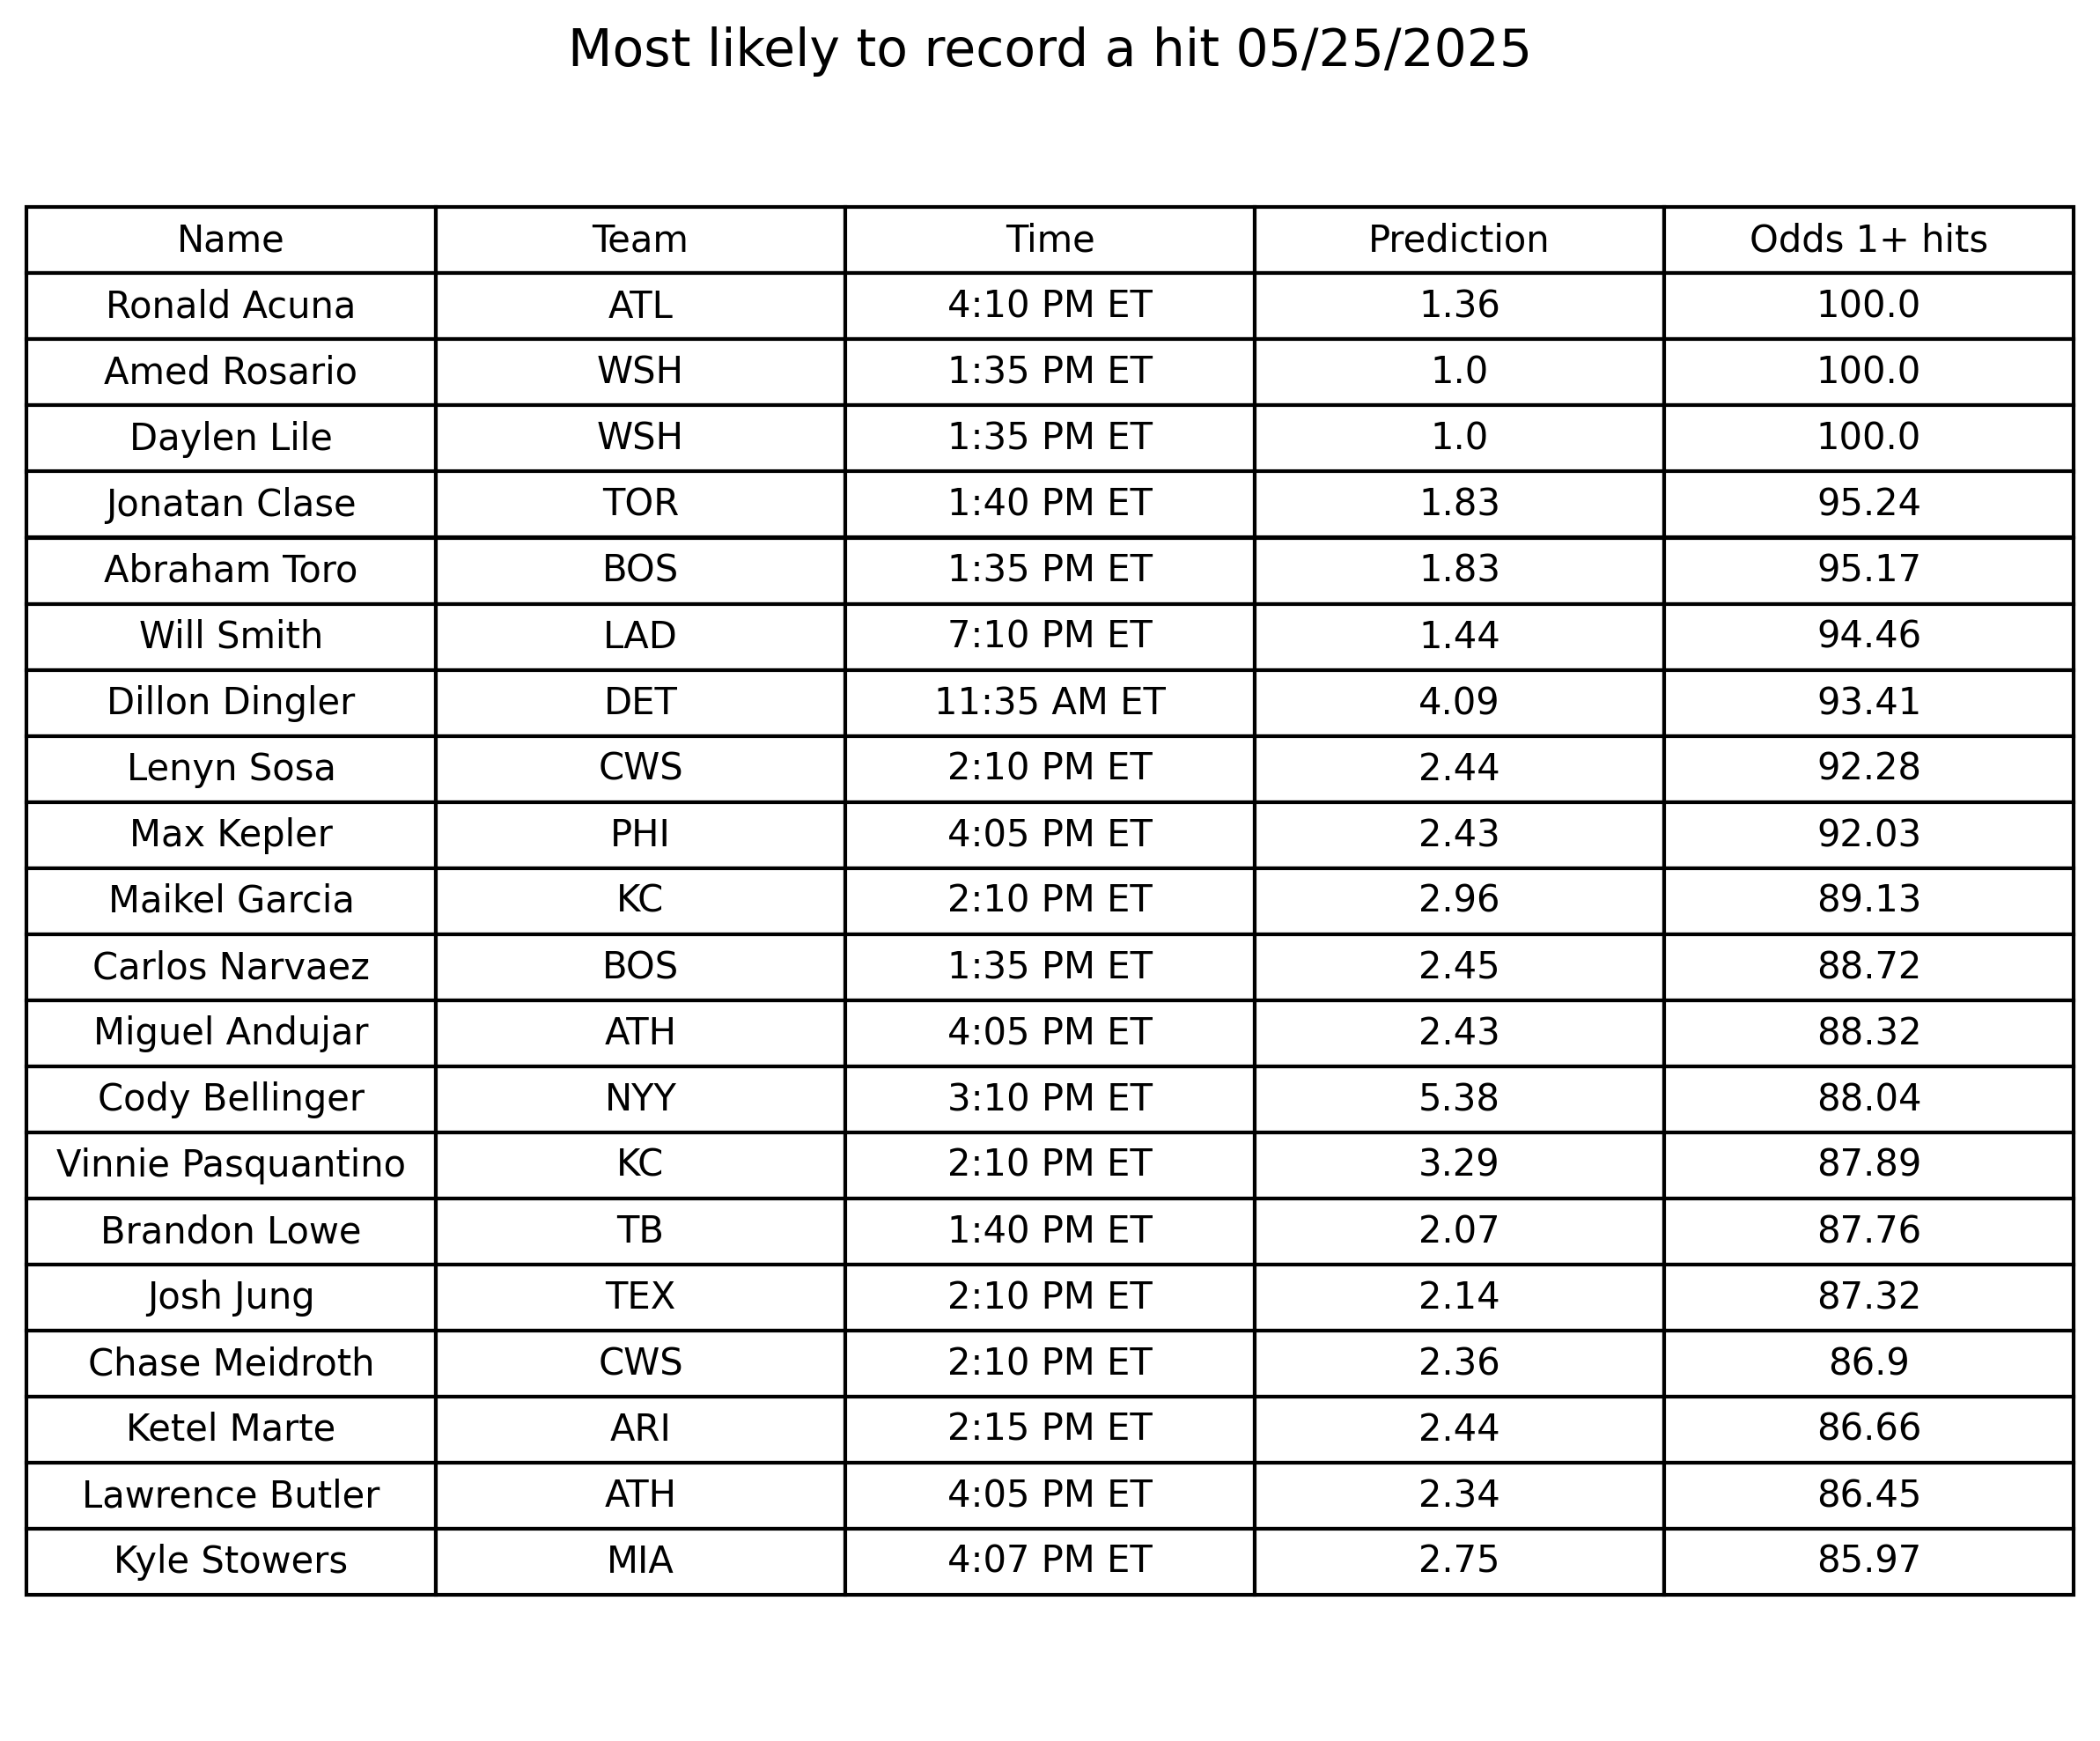 Most likely to record a hit 05/25/2025
Name Team Time Prediction Odds 1+ hits
Ronald Acuna ATL 4:10 PM ET 1.36 100.0
Amed Rosario WSH 1:35 PM ET 1.0 100.0
Daylen Lile WSH 1:35 PM ET 1.0 100.0
Jonatan Clase TOR 1:40 PM ET 1.83 95.24
Abraham Toro BOS 1:35 PM ET 1.83 95.17
Will Smith LAD 7:10 PM ET 1.44 94.46
Dillon Dingler DET 11:35 AM ET 4.09 93.41
Lenyn Sosa CWS 2:10 PM ET 2.44 92.28
Max Kepler PHI 4:05 PM ET 2.43 92.03
Maikel Garcia KC 2:10 PM ET 2.96 89.13
Carlos Narvaez BOS 1:35 PM ET 2.45 88.72
Miguel Andujar ATH 4:05 PM ET 2.43 88.32
Cody Bellinger NYY 3:10 PM ET 5.38 88.04
Vinnie Pasquantino KC 2:10 PM ET 3.29 87.89
Brandon Lowe TB 1:40 PM ET 2.07 87.76
Josh Jung TEX 2:10 PM ET 2.14 87.32
Chase Meidroth CWS 2:10 PM ET 2.36 86.9
Ketel Marte ARI 2:15 PM ET 2.44 86.66
Lawrence Butler ATH 4:05 PM ET 2.34 86.45
Kyle Stowers MIA 4:07 PM ET 2.75 85.97